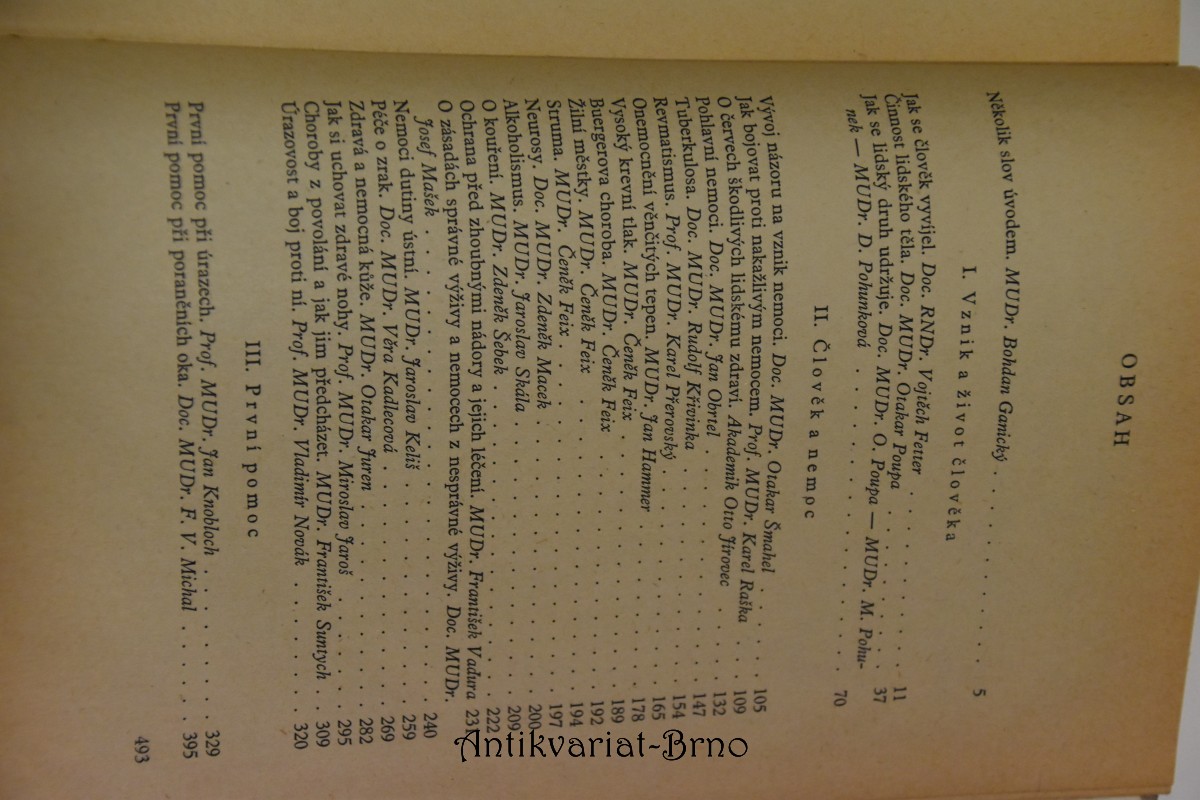 OBSAH
Několik slov úvodem. MUDr. Bohdan Ganický . . . . . . . . . 5
I. Vznik a život člověka
Jak se člověk vyvíjel. Doc. RNDr. Vojtěch Fetter . . . . . . . . 11
Činnost lidského těla. Doc. MUDr. Otakar Poupa . . . . . . . . 37
Jak se lidský druh udržuje. Doc. MUDr. O. Poupa — MUDr. M. Pohu-
nek — MUDr. D. Pohunková . . . . . . . . . . . . . 70
II. Člověk a nemoc
Vývoj názoru na vznik nemoci. Doc. MUDr. Otakar Šmahel . . . . 105
Jak bojovat proti nakažlivým nemocem. Prof. MUDr. Karel Raška . . 109
O červech škodlivých lidskému zdraví. Akademik Otto Jírovec . . . 132
Pohlavní nemoci. Doc. MUDr. Jan Obrtel . . . . . . . . . 147
Tuberkulosa. Doc. MUDr. Rudolf Křivinka . . . . . . . . . 154
Revmatismus. Prof. MUDr. Karel Přerovský . . . . . . . . . 165
Onemocnění věnčitých tepen. MUDr. Jan Hammer . . . . . . . 178
Vysoký krevní tlak. MUDr. Čeněk Feix . . . . . . . . . . 189
Buergerova choroba. MUDr. Čeněk Feix . . . . . . . . . . 192
Žilní městky. MUDr. Čeněk Feix . . . . . . . . . . . . 194
Struma. MUDr. Čeněk Feix . . . . . . . . . . . . . . 197
Neurosy. Doc. MUDr. Zdeněk Macek . . . . . . . . . . . 200
Alkoholismus. MUDr. Jaroslav Skála . . . . . . . . . . . 209
O kouření. MUDr. Zdeněk Šebek . . . . . . . . . . . . 222
Ochrana před zhoubnými nádory a jejich léčení. MUDr. František Vaďura 231
O zásadách správné výživy a nemocech z nesprávné výživy. Doc. MUDr.
Josef Mašek . . . . . . . . . . . . . . . . . . 240
Nemoci dutiny ústní. MUDr. Jaroslav Keliš . . . . . . . . . 259
Péče o zrak. Doc. MUDr. Věra Kadlecová . . . . . . . . . . 269
Zdravá a nemocná kůže. MUDr. Otakar Juren . . . . . . . . 282
Jak si uchovat zdravé nohy. Prof. MUDr. Miroslav Jaroš . . . . . 295
Choroby z povolání a jak jim předcházet. MUDr. František Suntych . . 309
Úrazovost a boj proti ní. Prof. MUDr. Vladimír Novák . . . . . . 320
III. První pomoc
První pomoc při úrazech. Prof. MUDr. Jan Knobloch . . . . . . . 329
První pomoc při poraněních oka. Doc. MUDr. F. V. Michal . . . . . 395
493
Antikvariat-Brno